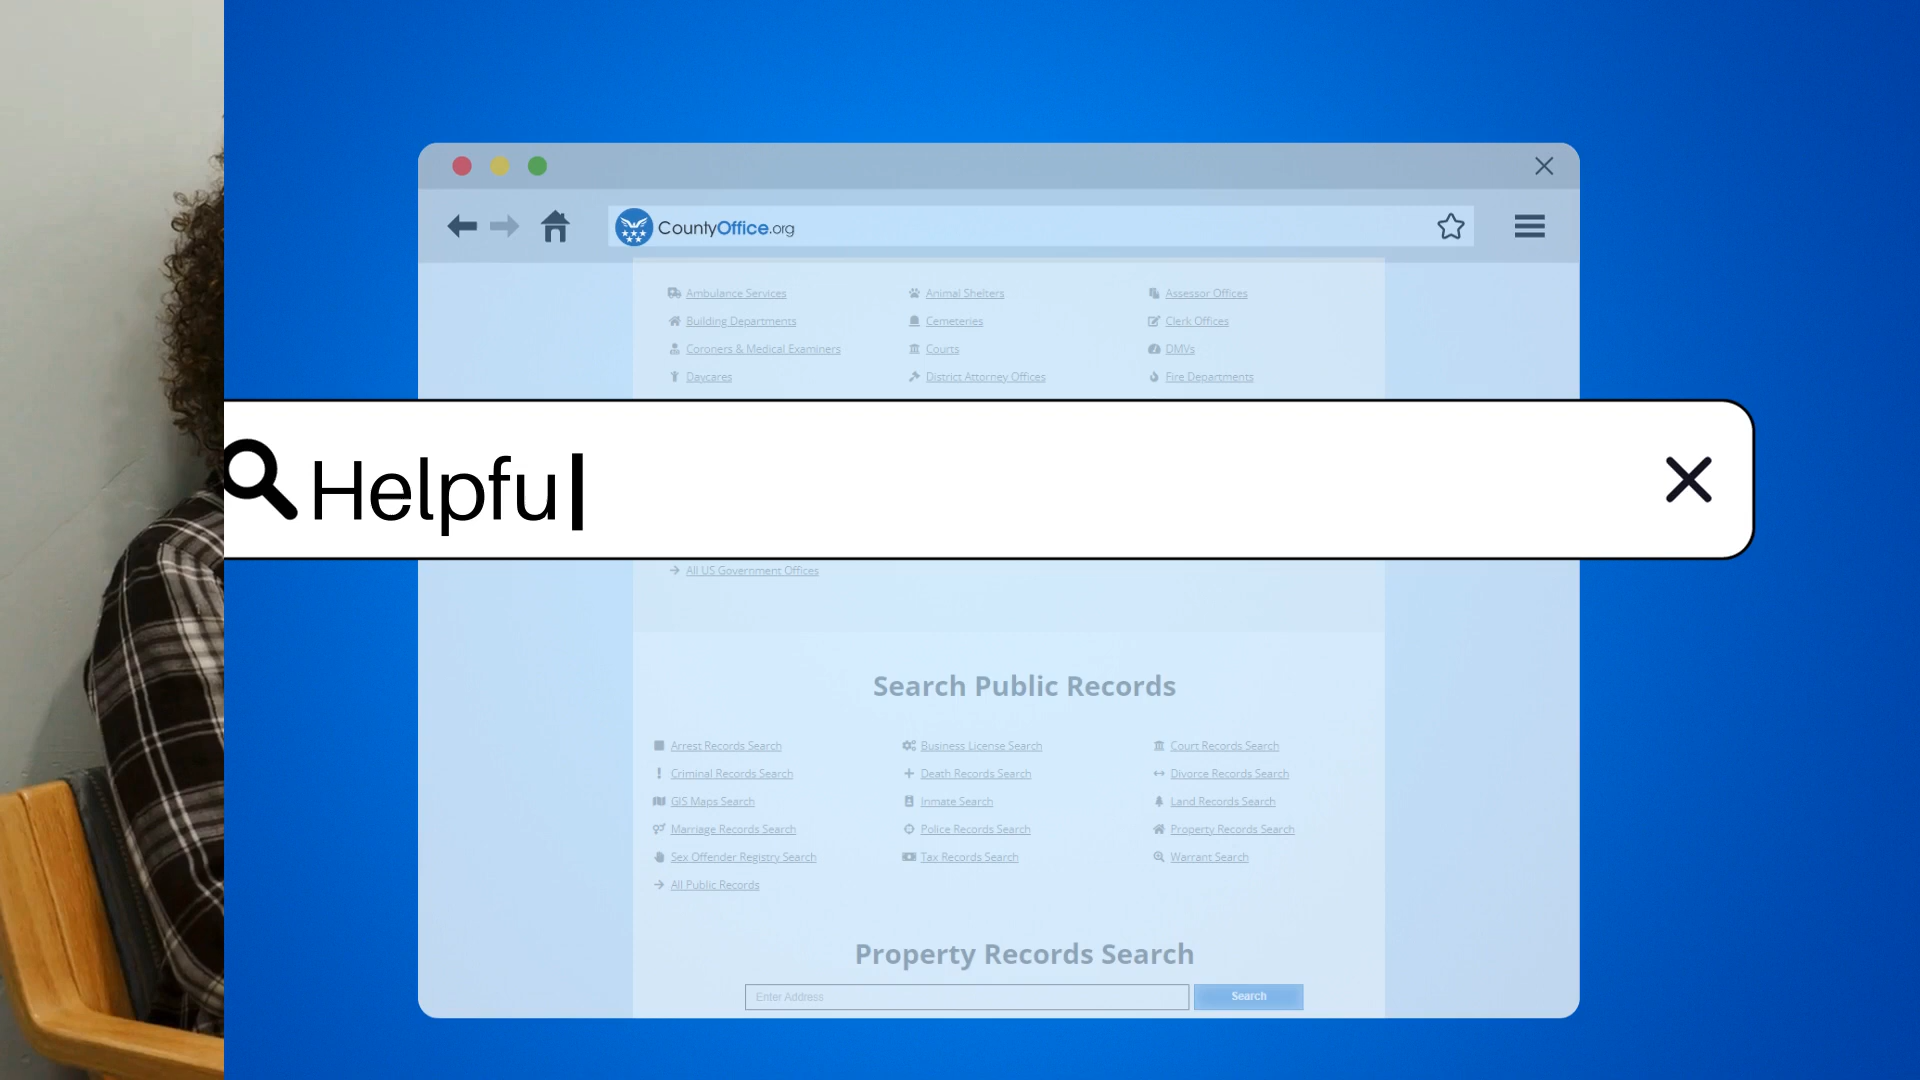 CountyOffice.org
Ambulance Services Animal Shelters Assessor Offices
Building Departments Cemeteries Clerk Offices
Coroners & Medical Examiners Courts DMVs
Daycares District Attorney Offices Fire Departments
Helpfu
All US Government Offices
Search Public Records
Arrest Records Search Business License Search Court Records Search
Criminal Records Search Death Records Search Divorce Records Search
GIS Maps Search Inmate Search Land Records Search
Marriage Records Search Police Records Search Property Records Search
Sex Offender Registry Search Tax Records Search Warrant Search
All Public Records
Property Records Search
Enter Address Search